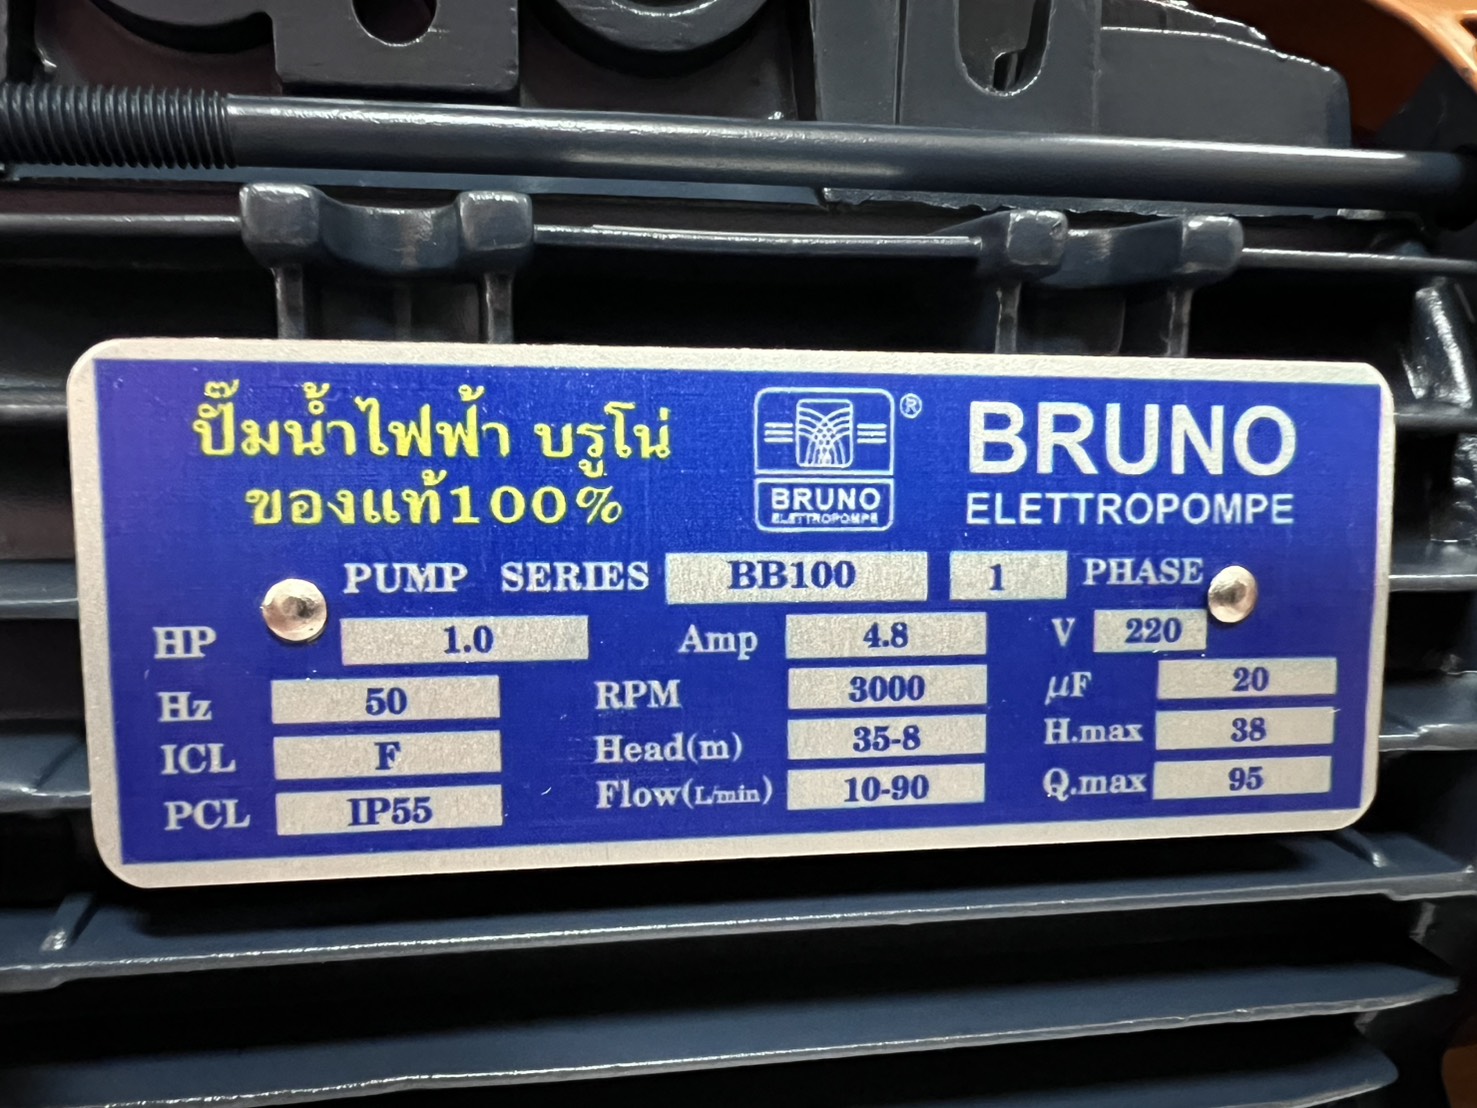 ปั๊มน้ำไฟฟ้า บรูโน่
ของแท้100%
®
BRUNO
ELETTROPOMPE
BRUNO
ELETTROPOMPE
PUMP SERIES BB100 1 PHASE
HP 1.0 Amp 4.8 V 220
Hz 50 RPM 3000 µF 20
ICL F Head(m) 35-8 H.max 38
PCL IP55 Flow(L/min) 10-90 Q.max 95